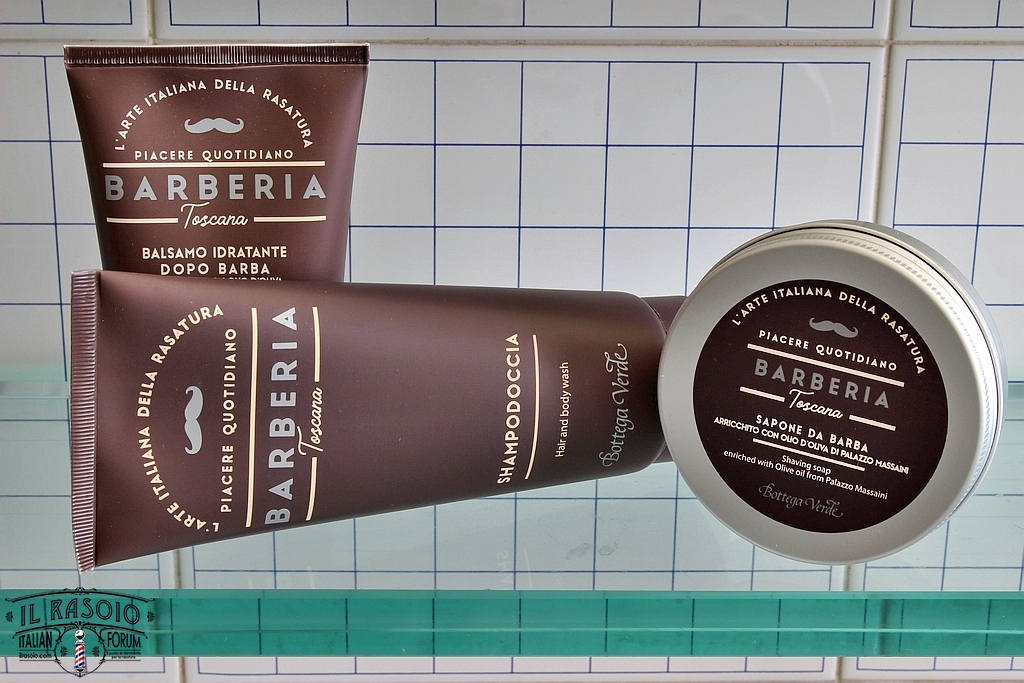 L'ARTE ITALIANA DELLA RASATURA
PIACERE QUOTIDIANO
BARBERIA
Toscana
BALSAMO IDRATANTE
DOPO BARBA
L'ARTE ITALIANA DELLA RASATURA
PIACERE QUOTIDIANO
BARBERIA
Toscana
SHAMPODOCCIA
Hair and body wash
Bottega Verde
L'ARTE ITALIANA DELLA RASATURA
PIACERE QUOTIDIANO
BARBERIA
Toscana
SAPONE DA BARBA
ARRICCHITO CON OLIO D'OLIVA DI PALAZZO MASSAINI
Shaving soap
enriched with Olive oil from Palazzo Massaini
Bottega Verde
IL RASOIO
ITALIAN FORUM
ilrasoio.com